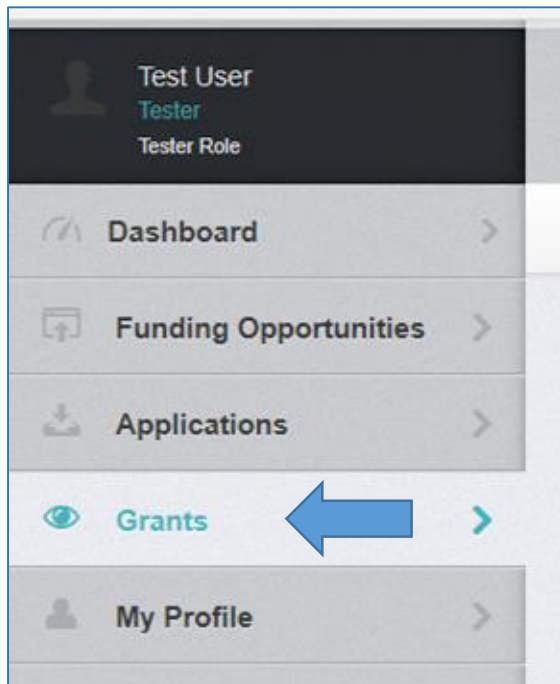 Test User
Tester
Tester Role
Dashboard
Funding Opportunities
Applications
Grants
My Profile